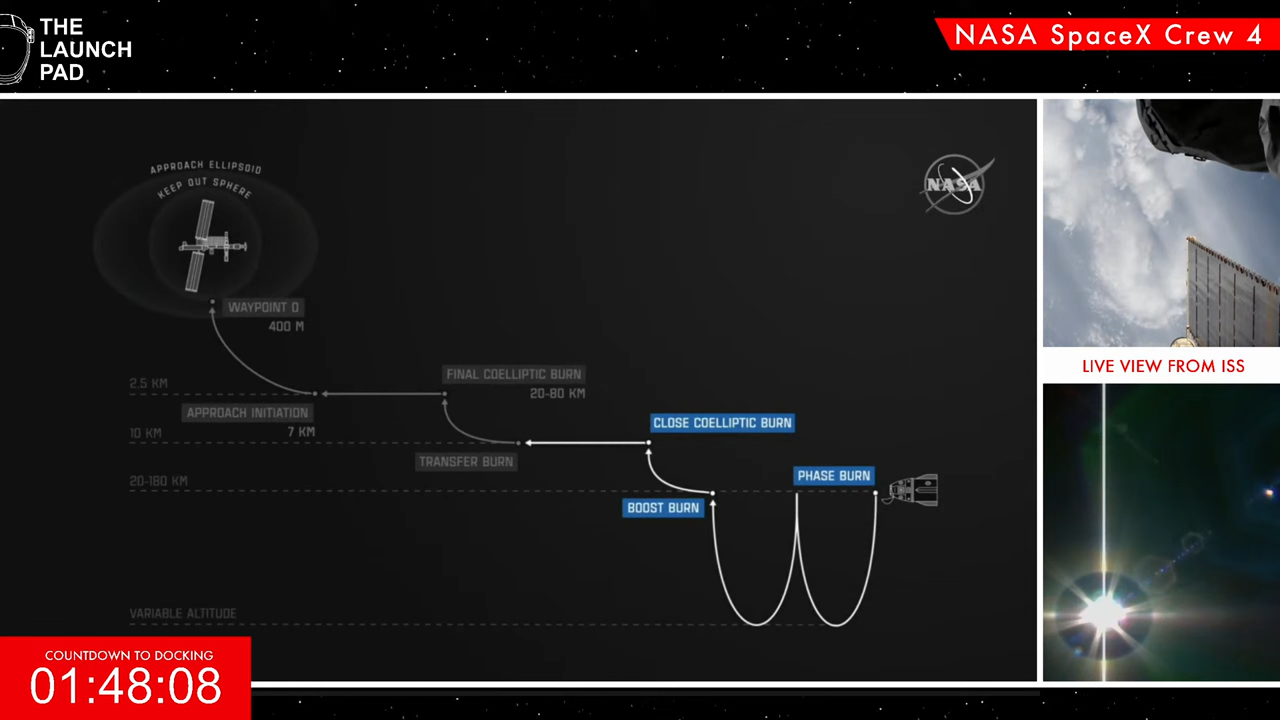 THE
LAUNCH
PAD
NASA SpaceX Crew 4
APPROACH ELLIPSOID
KEEP OUT SPHERE
NASA
WAYPOINT 0
400 M
2.5 KM
FINAL COELLIPTIC BURN
20-80 KM
APPROACH INITIATION
7 KM
10 KM
CLOSE COELLIPTIC BURN
TRANSFER BURN
20-180 KM
PHASE BURN
BOOST BURN
VARIABLE ALTITUDE
LIVE VIEW FROM ISS
COUNTDOWN TO DOCKING
01:48:08